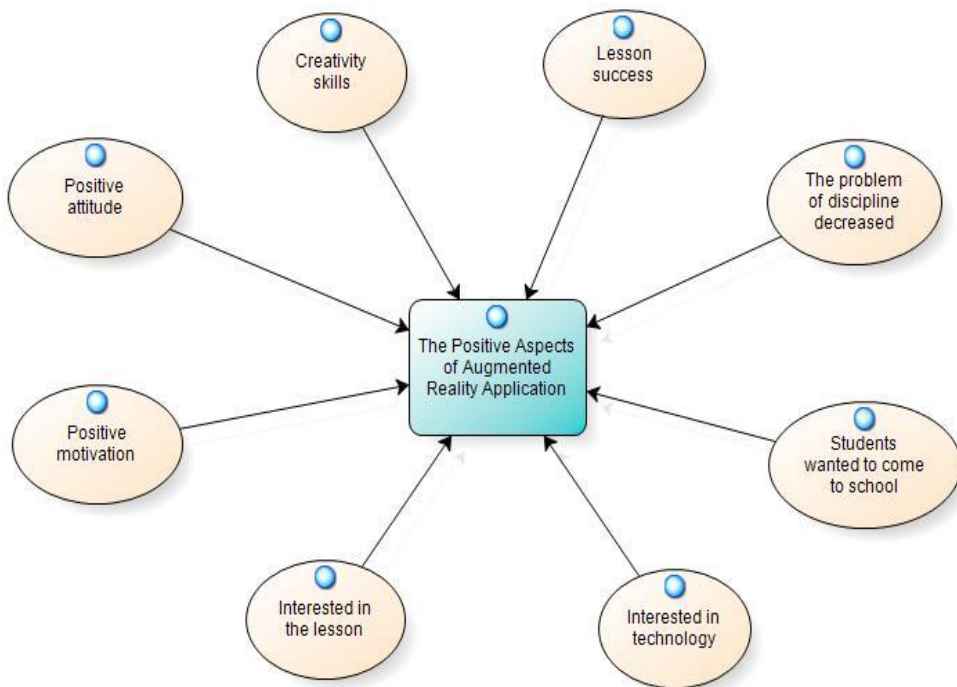 Creativity
skills
Lesson
success
Positive
attitude
The problem
of discipline
decreased
The Positive Aspects
of Augmented
Reality Application
Positive
motivation
Students
wanted to come
to school
Interested in
the lesson
Interested in
technology